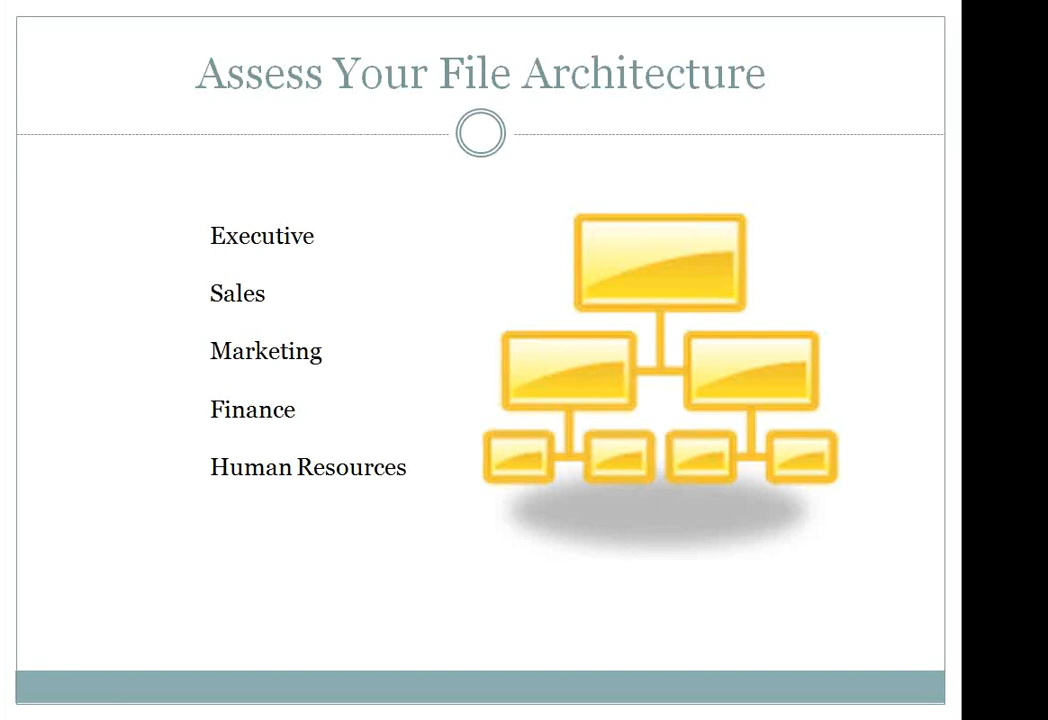 Assess Your File Architecture
Executive
Sales
Marketing
Finance
Human Resources